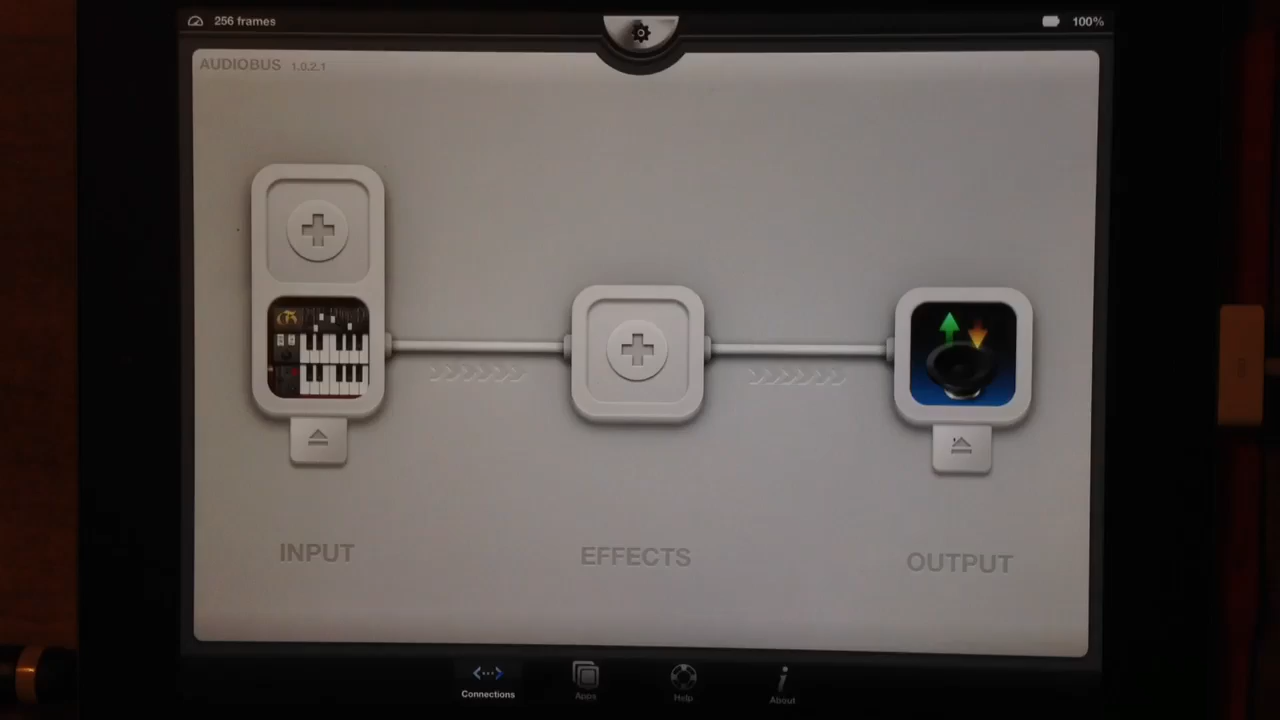 256 frames
100%
AUDIOBUS 1.0.2.1
INPUT
EFFECTS
OUTPUT
Connections
Apps
Help
About